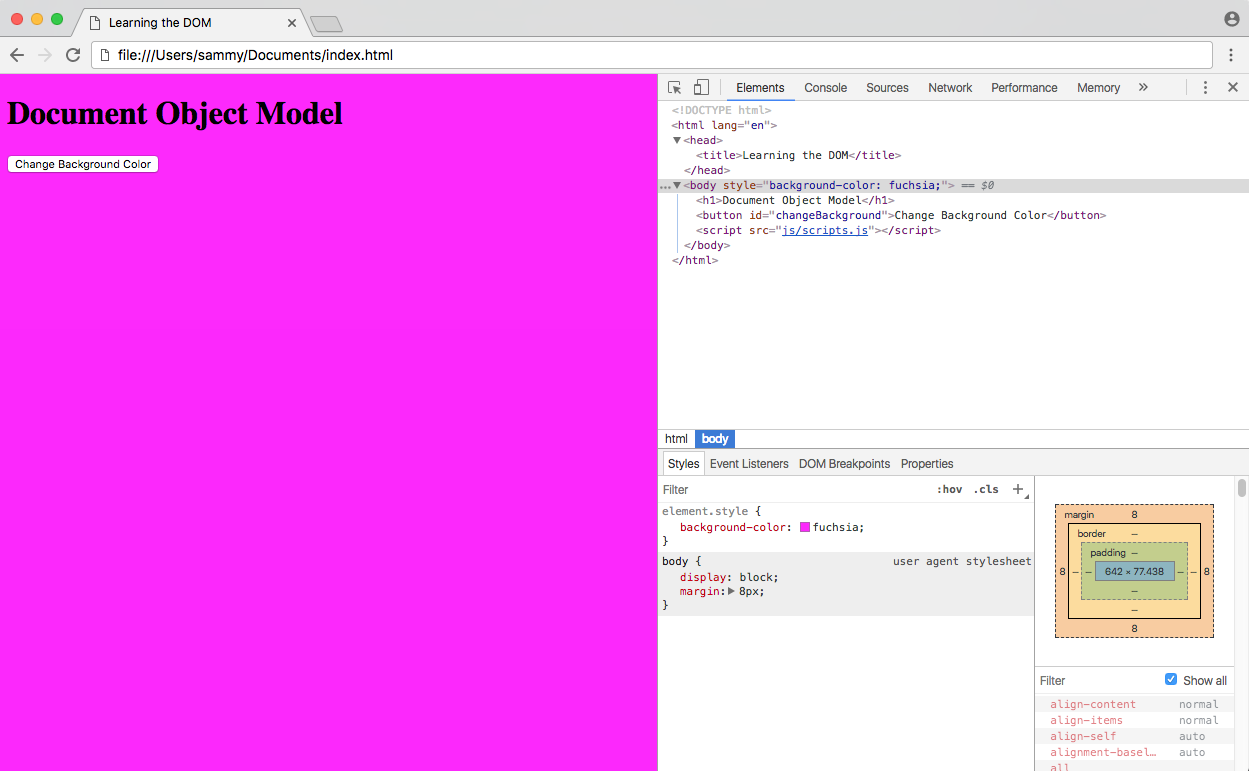 Learning the DOM
file:///Users/sammy/Documents/index.html
Document Object Model
Change Background Color
Elements Console Sources Network Performance Memory »
<!DOCTYPE html>
<html lang="en">
▼<head>
<title>Learning the DOM</title>
</head>
…▼<body style="background-color: fuchsia;"> == $0
<h1>Document Object Model</h1>
<button id="changeBackground">Change Background Color</button>
<script src="js/scripts.js"></script>
</body>
</html>
html body
Styles Event Listeners DOM Breakpoints Properties
Filter :hov .cls +
element.style {
background-color: fuchsia;
}
body { user agent stylesheet
display: block;
margin:▶ 8px;
}
margin 8
border –
padding –
8 – – 642 × 77.438 – – 8
–
–
8
Filter Show all
align-content normal
align-items normal
align-self auto
alignment-basel… auto
all